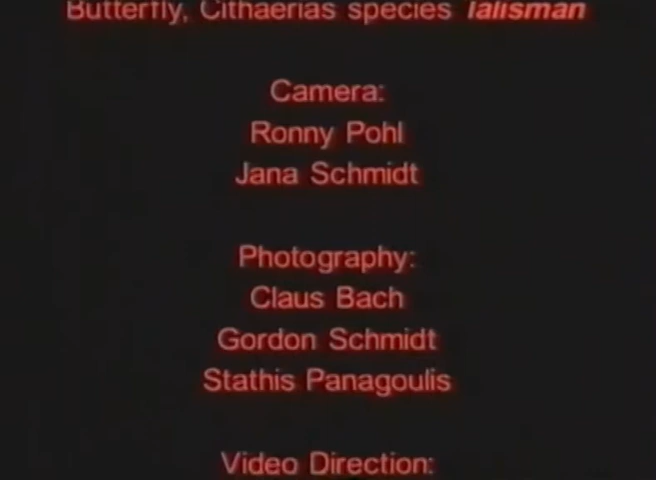 Butterfly, Cithaerias species Talisman
Camera:
Ronny Pohl
Jana Schmidt
Photography:
Claus Bach
Gordon Schmidt
Stathis Panagoulis
Video Direction: